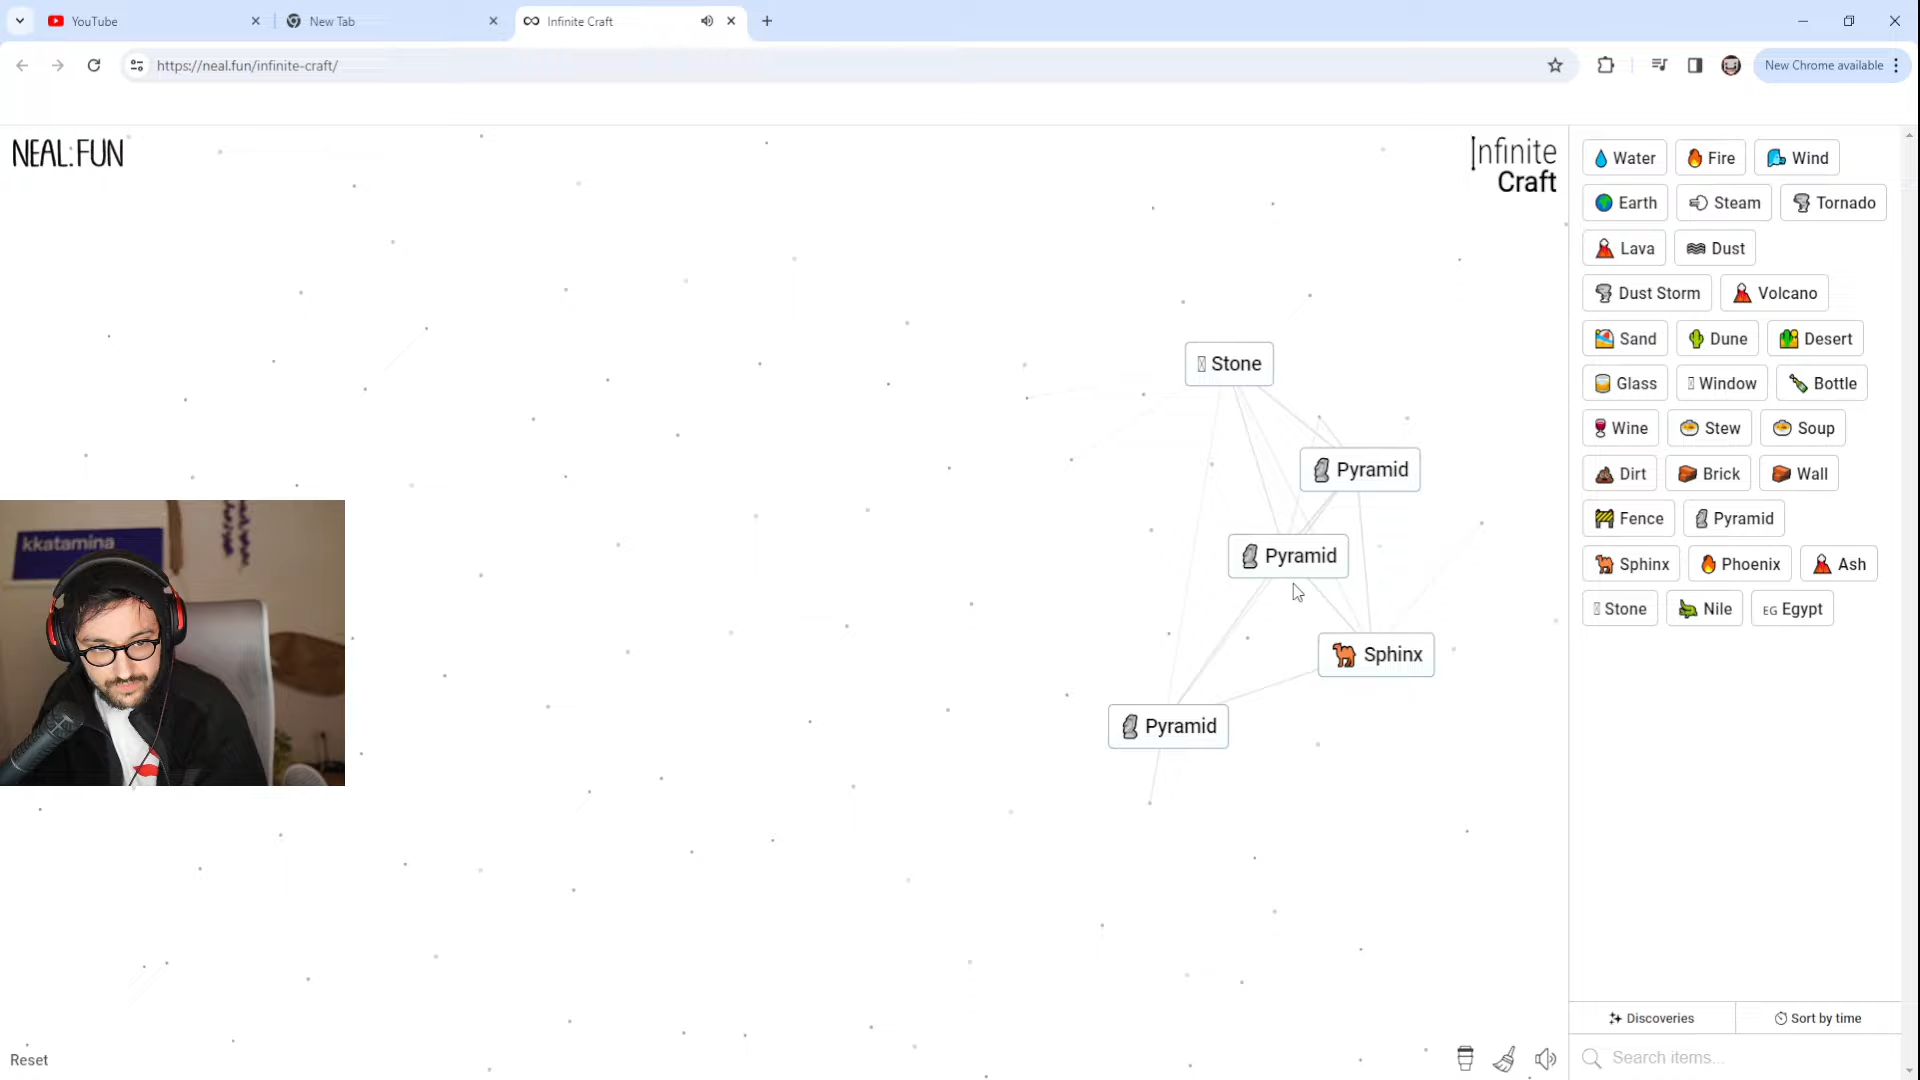 YouTube
New Tab
Infinite Craft
https://neal.fun/infinite-craft/
New Chrome available
NEAL.FUN
Infinite
Craft
Water
Fire
Wind
Earth
Steam
Tornado
Lava
Dust
Dust Storm
Volcano
Sand
Dune
Desert
Glass
Window
Bottle
Wine
Stew
Soup
Dirt
Brick
Wall
Fence
Pyramid
Sphinx
Phoenix
Ash
Stone
Nile
EG Egypt
Stone
Pyramid
Pyramid
Sphinx
Pyramid
kkatamina
Discoveries
Sort by time
Search items...
Reset